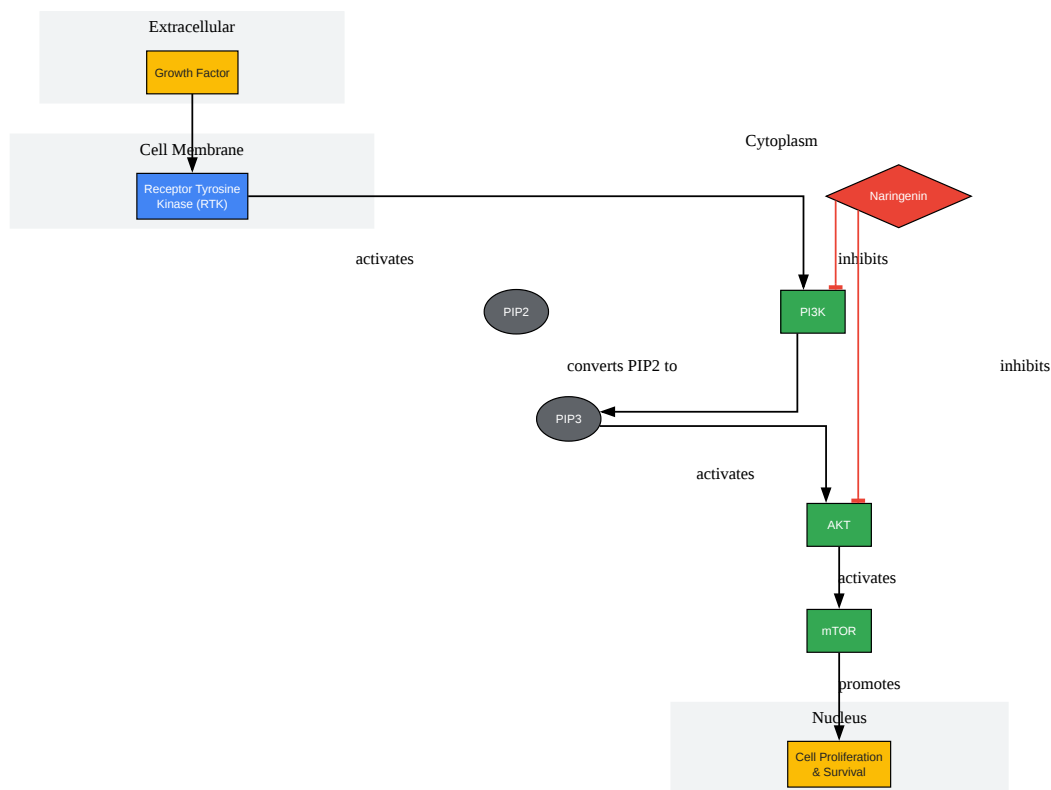 Extracellular
Growth Factor
Cell Membrane
Receptor Tyrosine
Kinase (RTK)
Cytoplasm
Naringenin
activates
inhibits
PIP2
PI3K
converts PIP2 to
inhibits
PIP3
activates
AKT
activates
mTOR
promotes
Nucleus
Cell Proliferation
& Survival